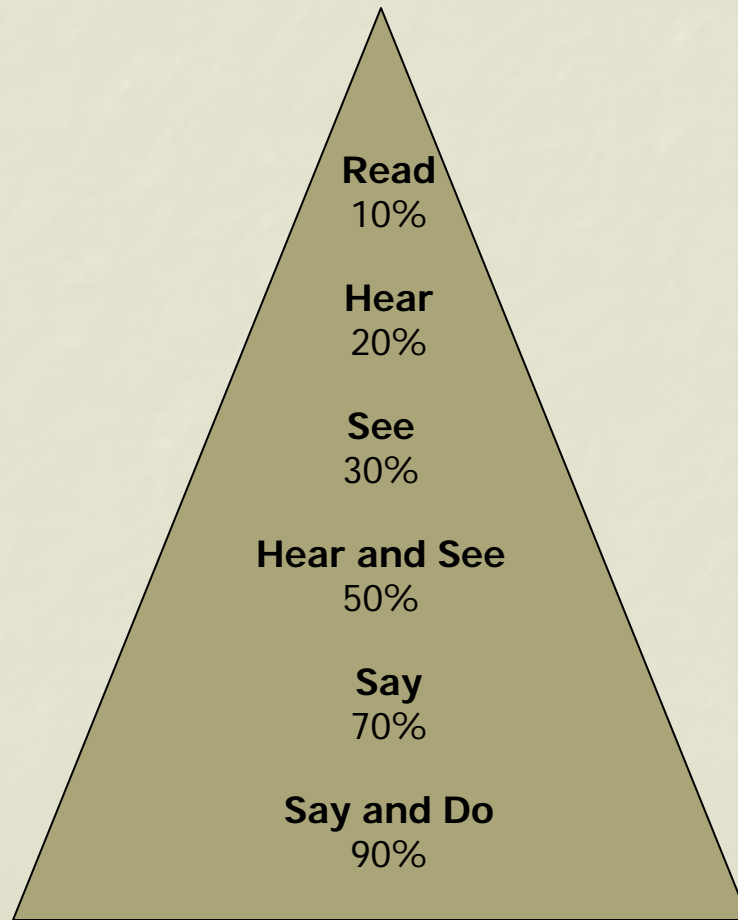 Read
10%
Hear
20%
See
30%
Hear and See
50%
Say
70%
Say and Do
90%